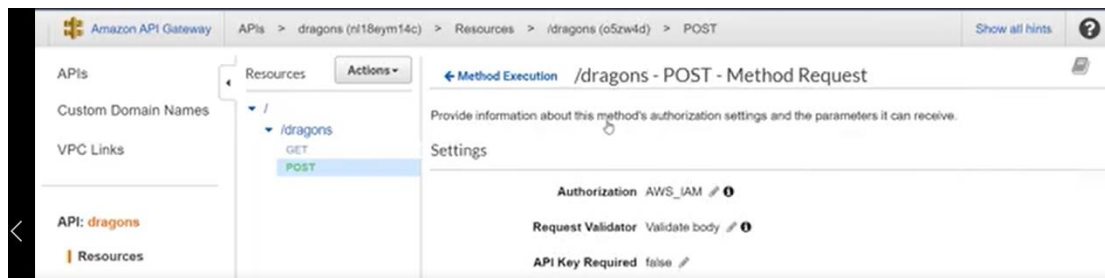 Amazon API Gateway APIs > dragons (nl18eym14c) > Resources > /dragons (o5zw4d) > POST Show all hints ?
APIs
Custom Domain Names
VPC Links
API: dragons
Resources
Resources Actions
/
/dragons
GET
POST
Method Execution /dragons - POST - Method Request
Provide information about this method's authorization settings and the parameters it can receive.
Settings
Authorization AWS_IAM
Request Validator Validate body
API Key Required false